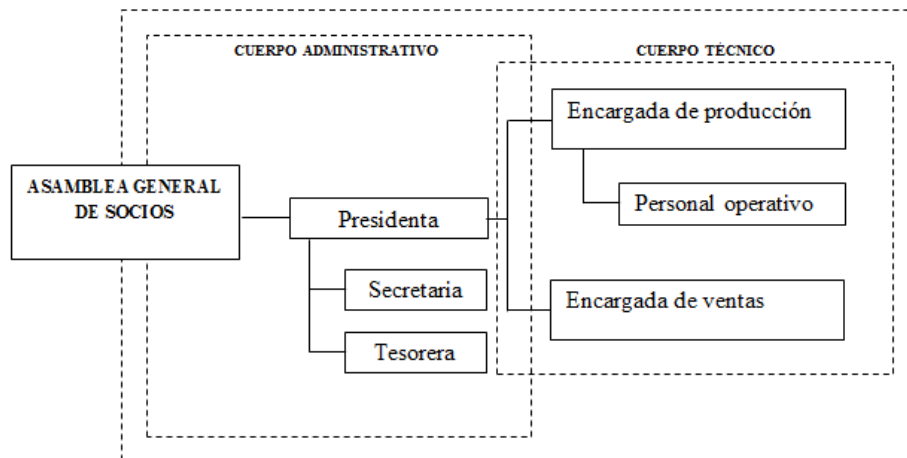 CUERPO ADMINISTRATIVO
CUERPO TÉCNICO
Encargada de producción
ASAMBLEA GENERAL
DE SOCIOS
Personal operativo
Presidenta
Secretaria
Encargada de ventas
Tesorera